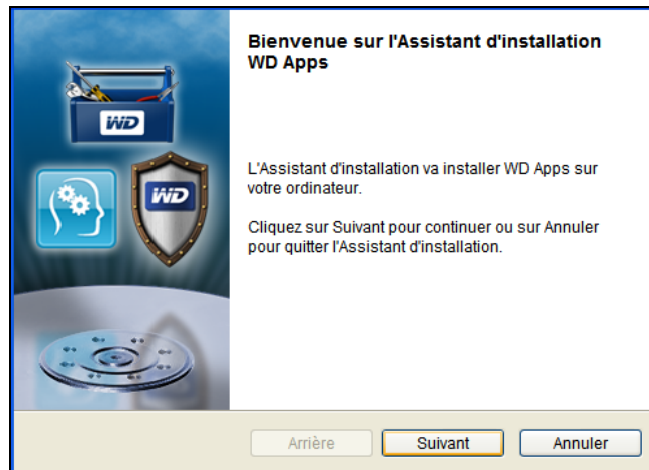 Bienvenue sur l'Assistant d'installation
WD Apps
WD
WD
L'Assistant d'installation va installer WD Apps sur
votre ordinateur.
Cliquez sur Suivant pour continuer ou sur Annuler
pour quitter l'Assistant d'installation.
Arrière
Suivant
Annuler